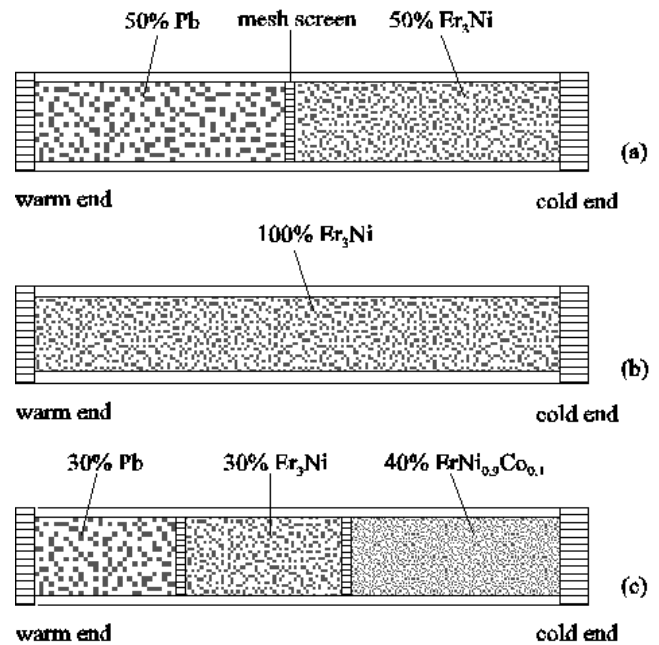 50% Pb mesh screen 50% Er₃Ni
(a)
warm end cold end
100% Er₃Ni
(b)
warm end cold end
30% Pb 30% Er₃Ni 40% ErNi₀.₉Co₀.₁
(c)
warm end cold end